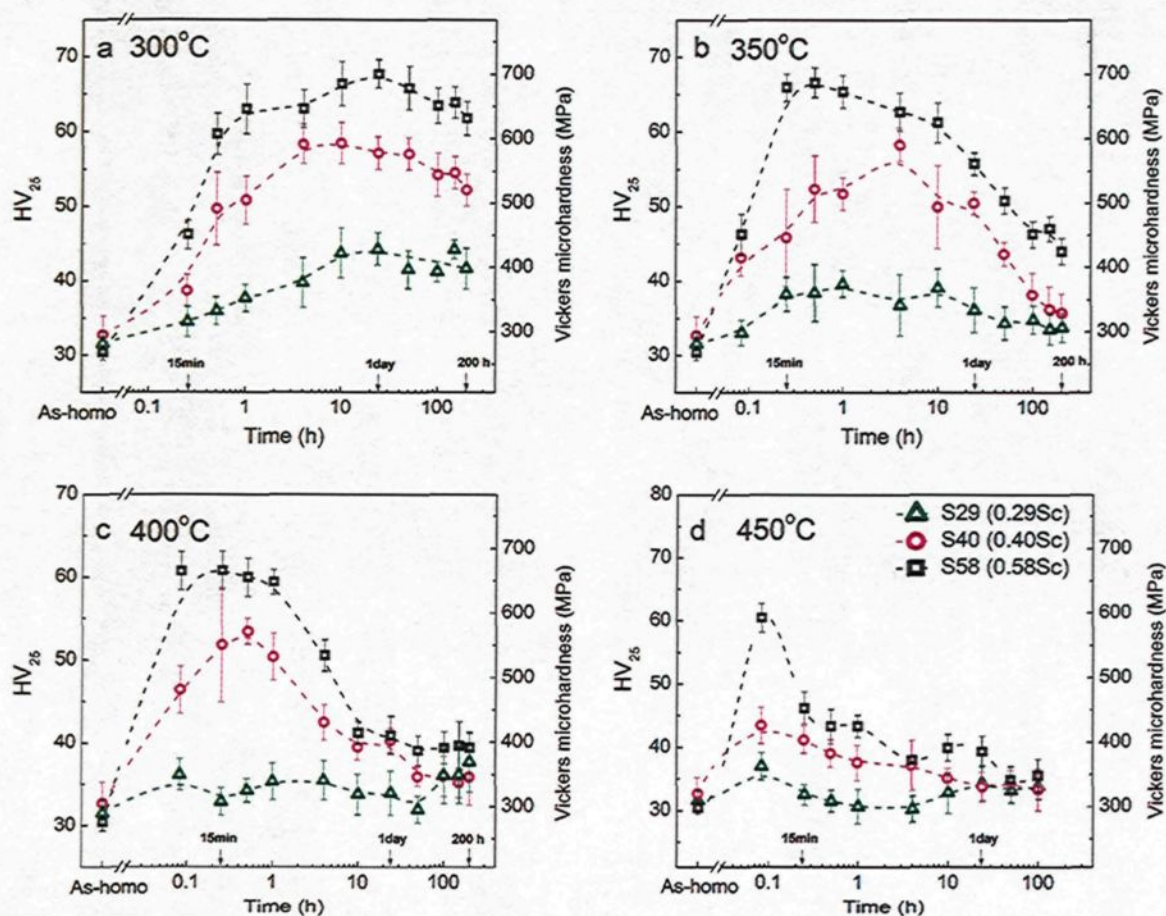 a 300°C
70
60
50
40
30
HV25
700
600
500
400
300
Vickers microhardness (MPa)
15min
1day
200 h.
As-homo
0.1
1
10
100
Time (h)
b 350°C
70
60
50
40
30
HV25
700
600
500
400
300
Vickers microhardness (MPa)
15min
1day
200 h.
As-homo
0.1
1
10
100
Time (h)
c 400°C
70
60
50
40
30
HV25
700
600
500
400
300
Vickers microhardness (MPa)
15min
1day
200 h
As-homo
0.1
1
10
100
Time (h)
d 450°C
80
70
60
50
40
30
HV25
S29 (0.29Sc)
S40 (0.40Sc)
S58 (0.58Sc)
700
600
500
400
300
Vickers microhardness (MPa)
15min
1day
As-homo
0.1
1
10
100
Time (h)